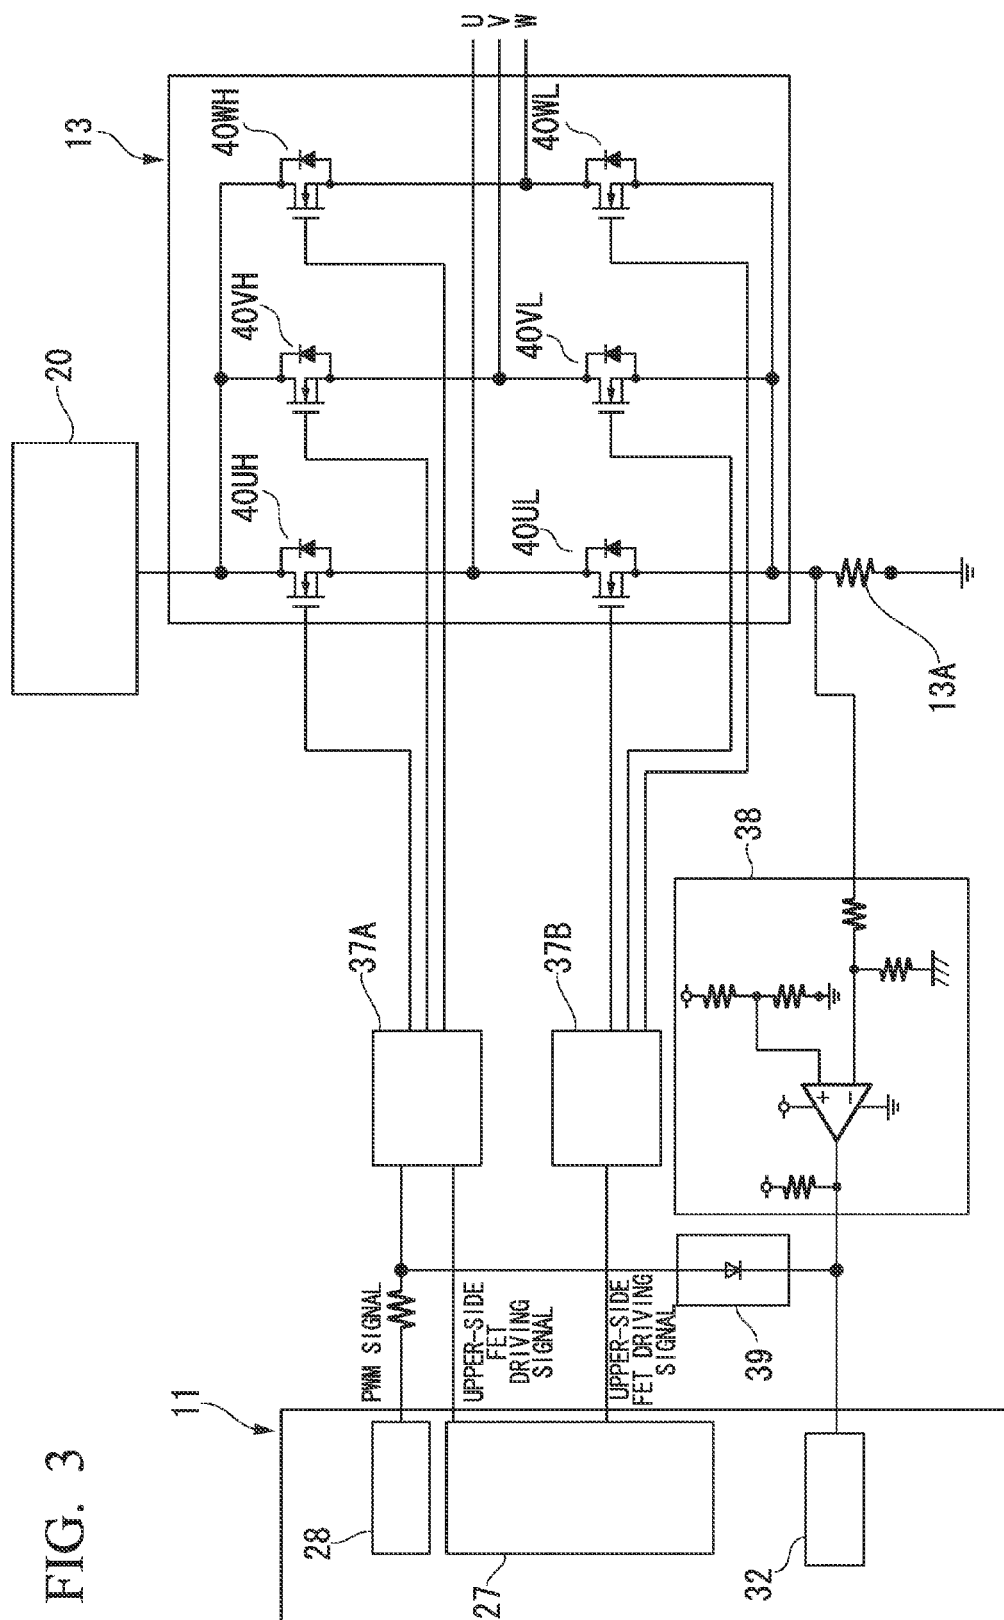 FIG. 3
11
28
27
32
PWM SIGNAL
UPPER-SIDE
FET
DRIVING
SIGNAL
UPPER-SIDE
FET DRIVING
SIGNAL
39
37A
37B
38
+
−
20
13
40UH
40VH
40WH
40UL
40VL
40WL
13A
U
V
W